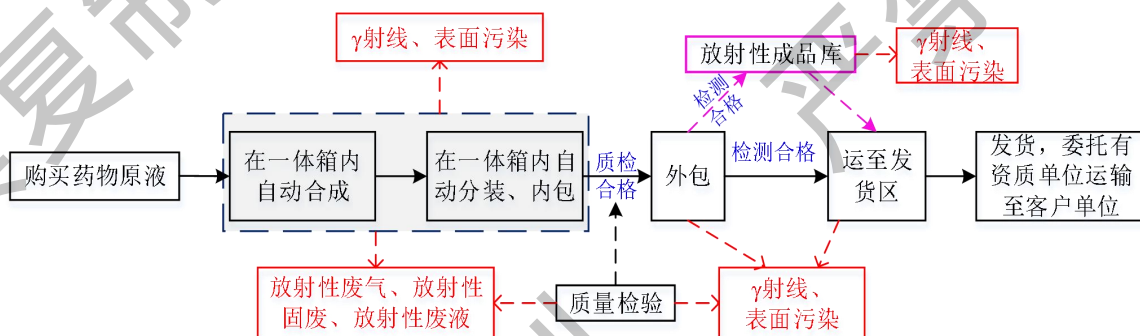 γ射线、表面污染
放射性成品库
γ射线、
表面污染
检测
合格
购买药物原液
在一体箱内
自动合成
在一体箱内自
动分装、内包
质检
合格
外包
检测合格
运至发
货区
发货，委托有
资质单位运输
至客户单位
放射性废气、放射性
固废、放射性废液
质量检验
γ射线、
表面污染